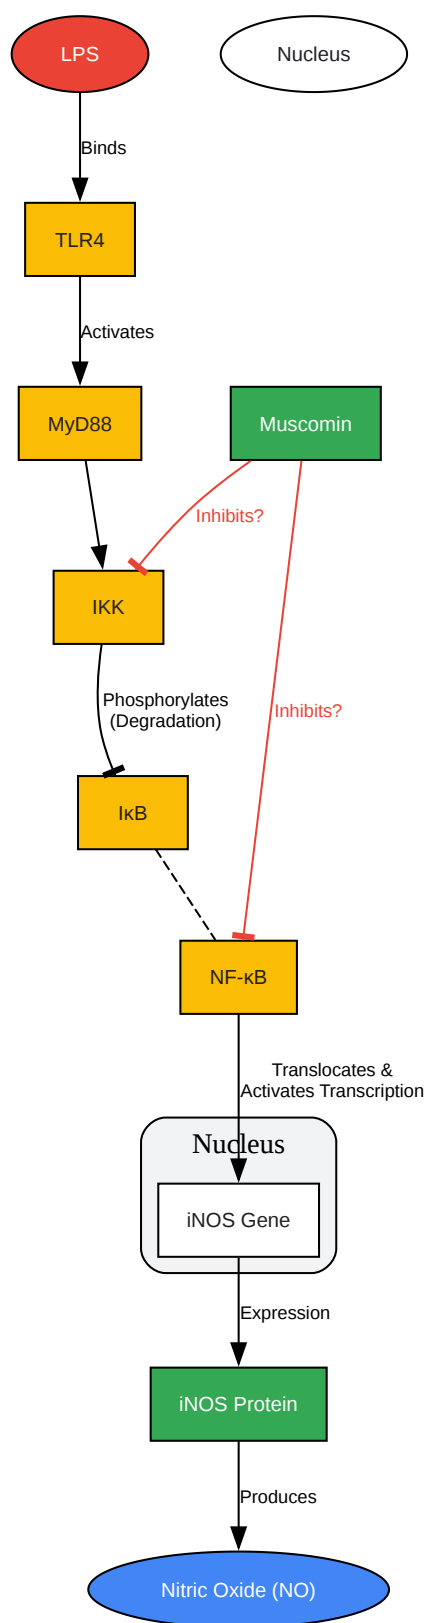 LPS
Nucleus
Binds
TLR4
Activates
MyD88
Muscomin
Inhibits?
IKK
Phosphorylates
(Degradation)
Inhibits?
IκB
NF-κB
Translocates &
Activates Transcription
Nucleus
iNOS Gene
Expression
iNOS Protein
Produces
Nitric Oxide (NO)